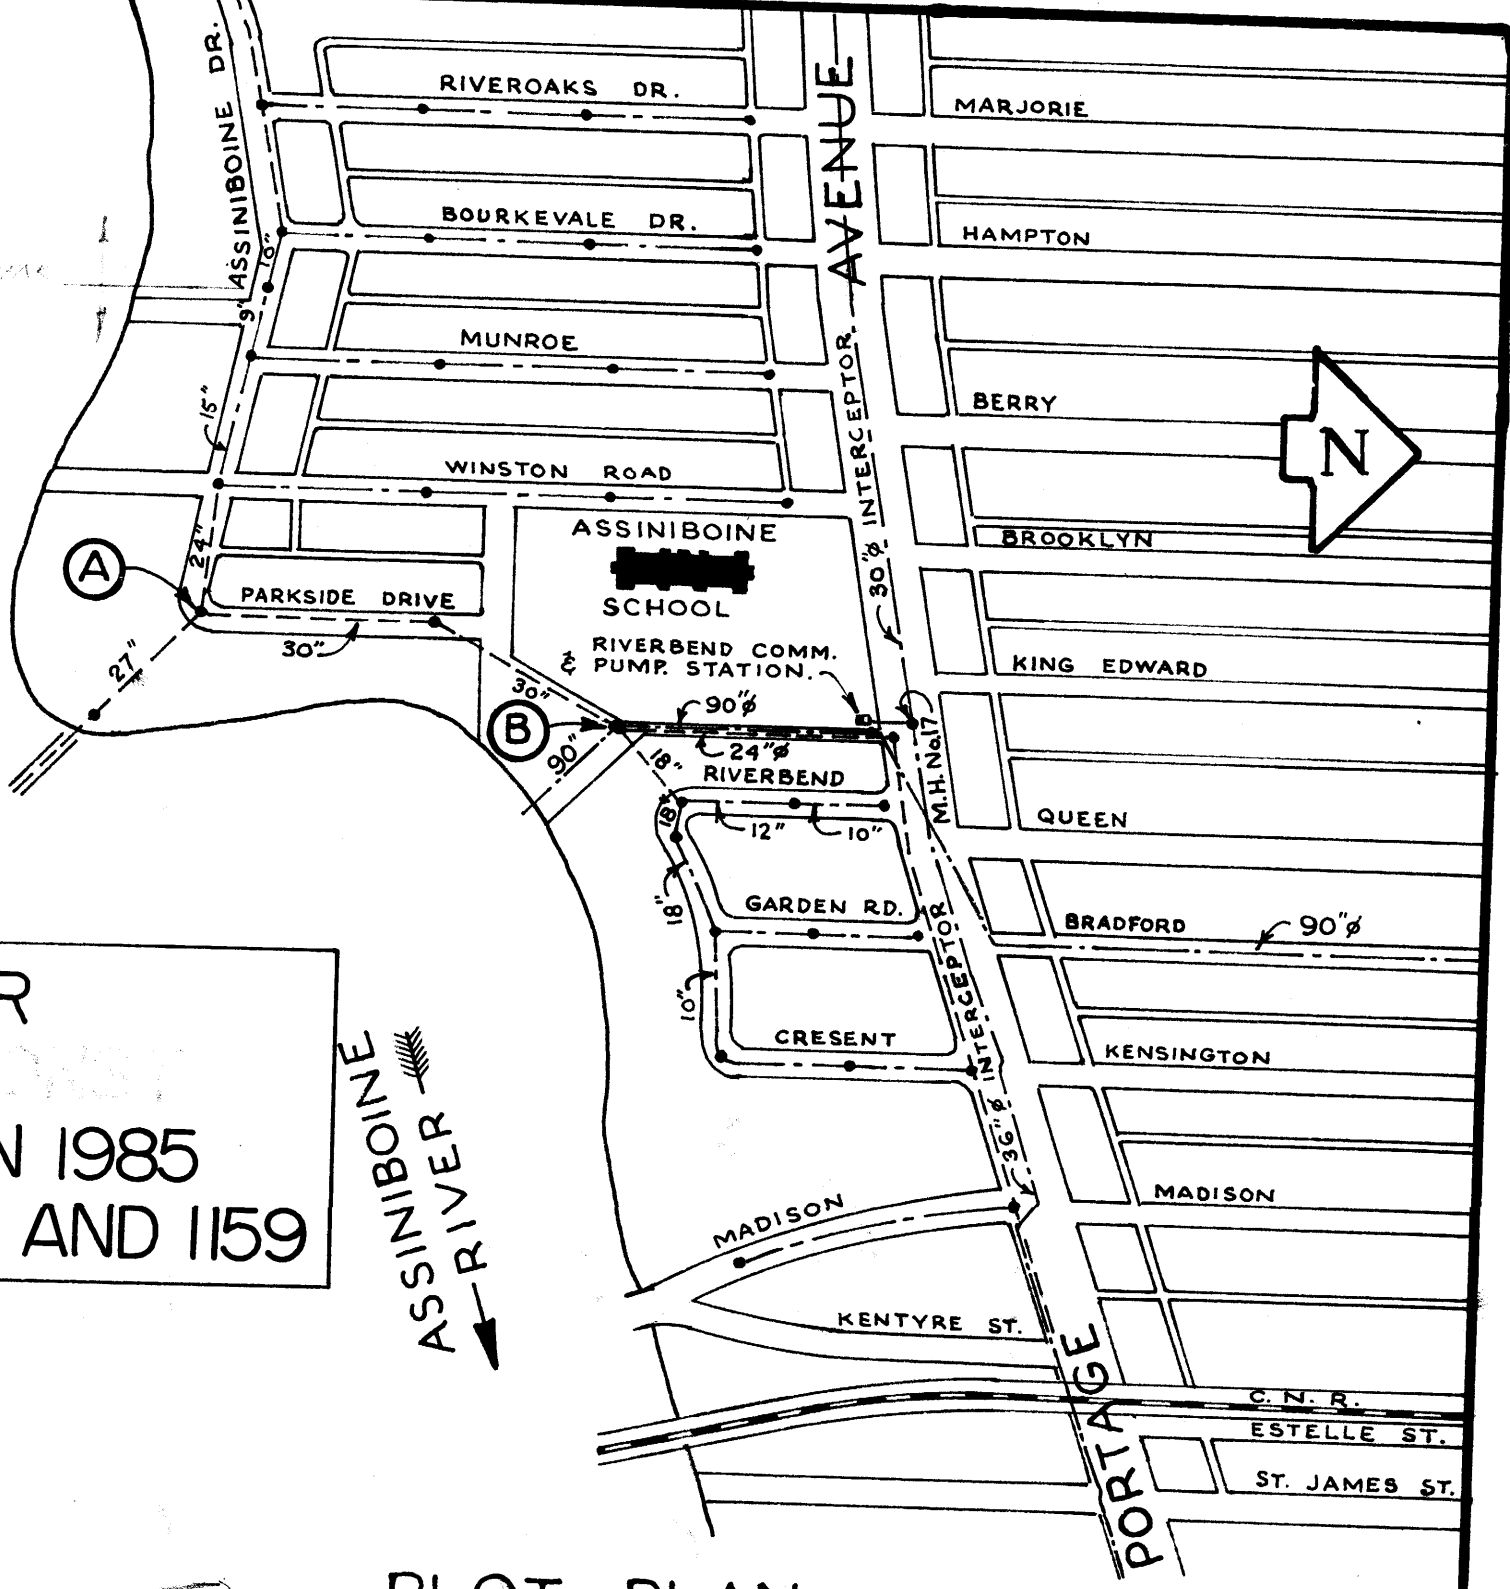 ASSINIBOINE DR.
RIVEROAKS DR.
AVENUE
MARJORIE
BOURKEVALE DR.
HAMPTON
10"
9"
MUNROE
INTERCEPTOR
BERRY
15"
N
WINSTON ROAD
ASSINIBOINE
SCHOOL
30"ø INTERCEPTOR
BROOKLYN
24"
A
PARKSIDE DRIVE
30"
27"
RIVERBEND COMM.
& PUMP. STATION.
KING EDWARD
30"
90"ø
B
90"
24"ø
18"
RIVERBEND
M.H. No.17
QUEEN
18"
12"
10"
18"
GARDEN RD.
BRADFORD
90"ø
10"
CRESENT
INTERCEPTOR
KENSINGTON
R
N 1985
AND 1159
ASSINIBOINE
RIVER
36"ø
MADISON
MADISON
KENTYRE ST.
PORTAGE
C. N. R.
ESTELLE ST.
ST. JAMES ST.
PLOT PLAN